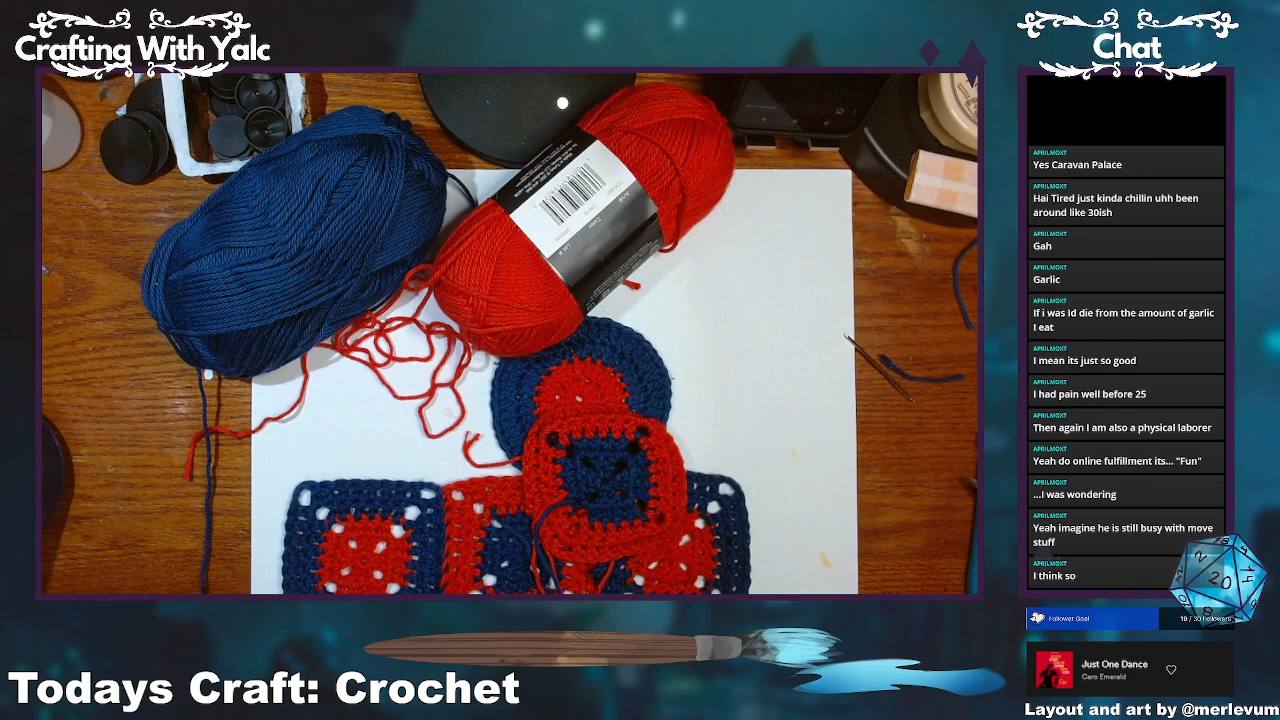 Crafting With Yalc
Chat
APRILMOXT
Yes Caravan Palace
APRILMOXT
Hai Tired just kinda chillin uhh been
around like 30ish
APRILMOXT
Gah
APRILMOXT
Garlic
APRILMOXT
If i was Id die from the amount of garlic
I eat
APRILMOXT
I mean its just so good
APRILMOXT
I had pain well before 25
APRILMOXT
Then again I am also a physical laborer
APRILMOXT
Yeah do online fulfillment its... "Fun"
APRILMOXT
...I was wondering
APRILMOXT
Yeah imagine he is still busy with move
stuff
APRILMOXT
I think so
20
Follower Goal
19 / 30 Followers
Just One Dance
Caro Emerald
Todays Craft: Crochet
Layout and art by @merlevum